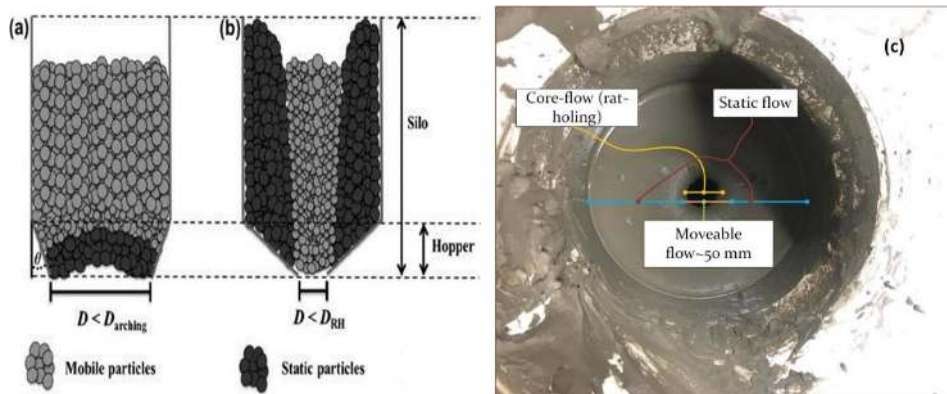 (a)
(b)
Silo
Hopper
θ
D < D_arching
D < D_RH
Mobile particles
Static particles
(c)
Core-flow (rat-
holing)
Static flow
Moveable
flow~50 mm